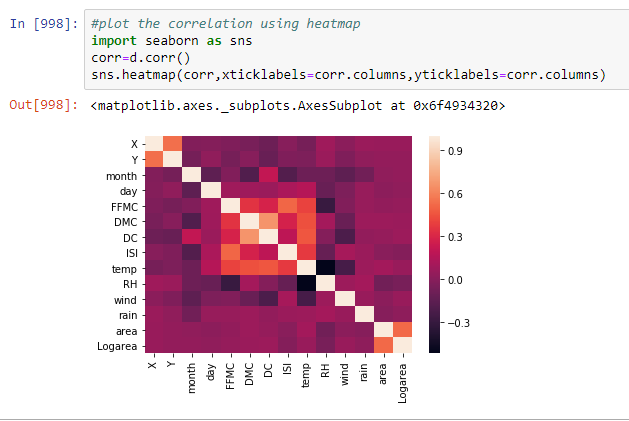 In [998]:
#plot the correlation using heatmap
import seaborn as sns
corr=d.corr()
sns.heatmap(corr,xticklabels=corr.columns,yticklabels=corr.columns)
Out[998]:
<matplotlib.axes._subplots.AxesSubplot at 0x6f4934320>
X
Y
month
day
FFMC
DMC
DC
ISI
temp
RH
wind
rain
area
Logarea
X
Y
month
day
FFMC
DMC
DC
ISI
temp
RH
wind
rain
area
Logarea
0.9
0.6
0.3
0.0
−0.3